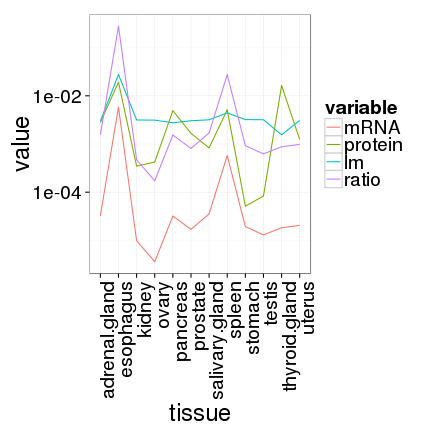 value
1e-02
1e-04
adrenal.gland
esophagus
kidney
ovary
pancreas
prostate
salivary.gland
spleen
stomach
testis
thyroid.gland
uterus
tissue
variable
mRNA
protein
lm
ratio